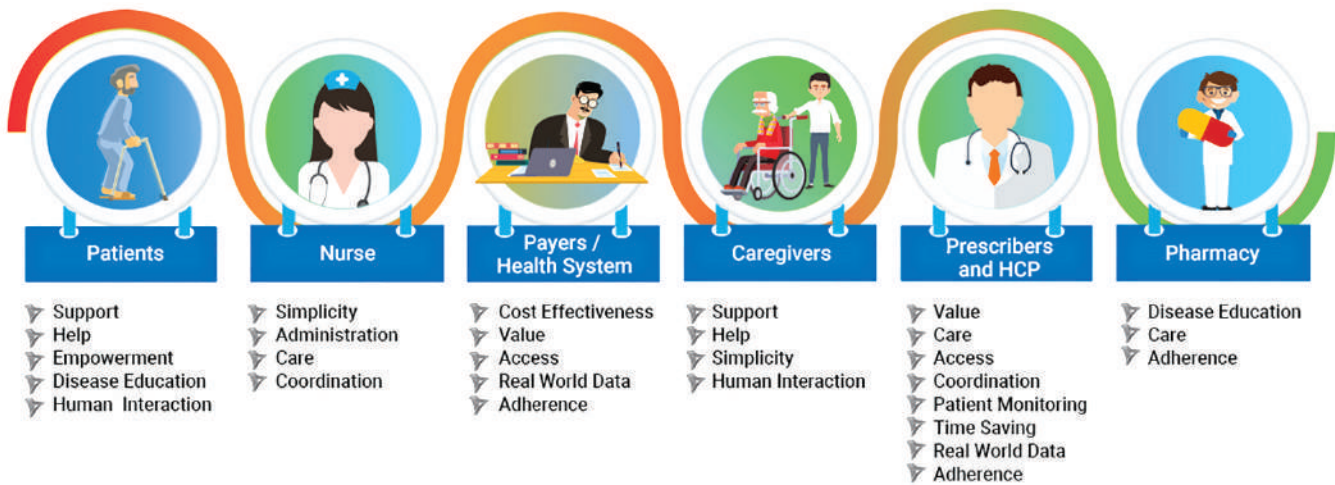 Patients
Support
Help
Empowerment
Disease Education
Human Interaction
Nurse
Simplicity
Administration
Care
Coordination
Payers /
Health System
Cost Effectiveness
Value
Access
Real World Data
Adherence
Caregivers
Support
Help
Simplicity
Human Interaction
Prescribers
and HCP
Value
Care
Access
Coordination
Patient Monitoring
Time Saving
Real World Data
Adherence
Pharmacy
Disease Education
Care
Adherence